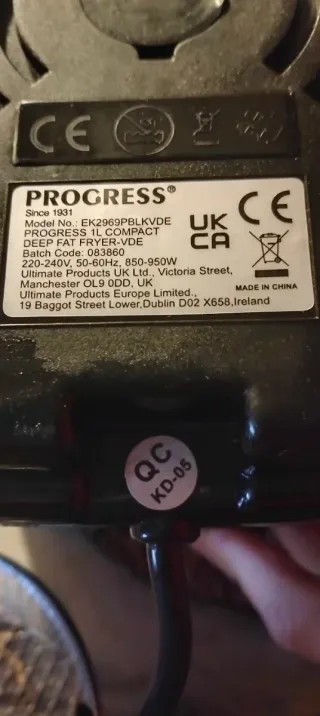 CE
PROGRESS®
Since 1931
Model No.: EK2969PBLKVDE
PROGRESS 1L COMPACT
DEEP FAT FRYER-VDE
Batch Code: 083860
220-240V, 50-60Hz, 850-950W
Ultimate Products UK Ltd., Victoria Street,
Manchester OL9 0DD, UK
Ultimate Products Europe Limited.,
19 Baggot Street Lower,Dublin D02 X658,Ireland
UK
CA
CE
MADE IN CHINA
QC
KD-05